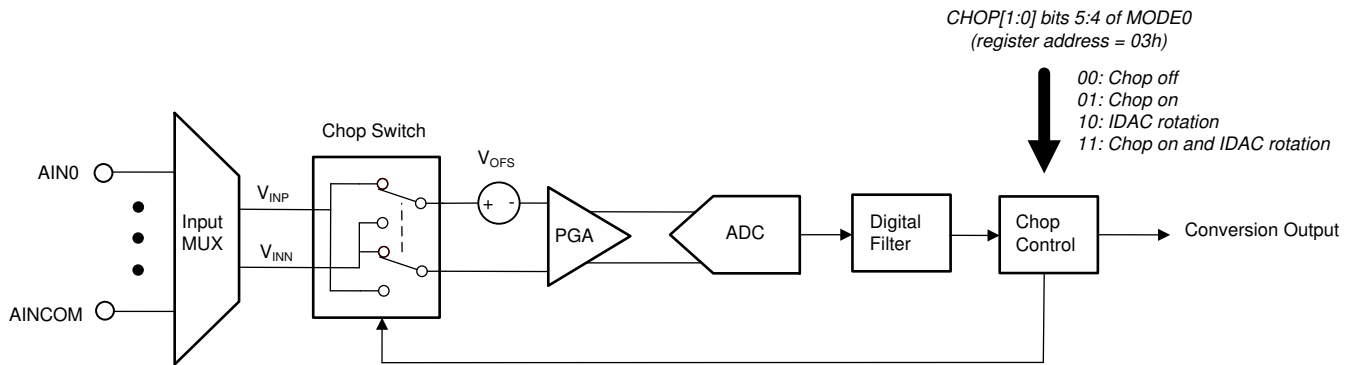 CHOP[1:0] bits 5:4 of MODE0
(register address = 03h)
00: Chop off
01: Chop on
10: IDAC rotation
11: Chop on and IDAC rotation
Chop Switch
VOFS
AIN0
VINP
+ -
Input
MUX
PGA
ADC
Digital
Filter
Chop
Control
Conversion Output
VINN
AINCOM